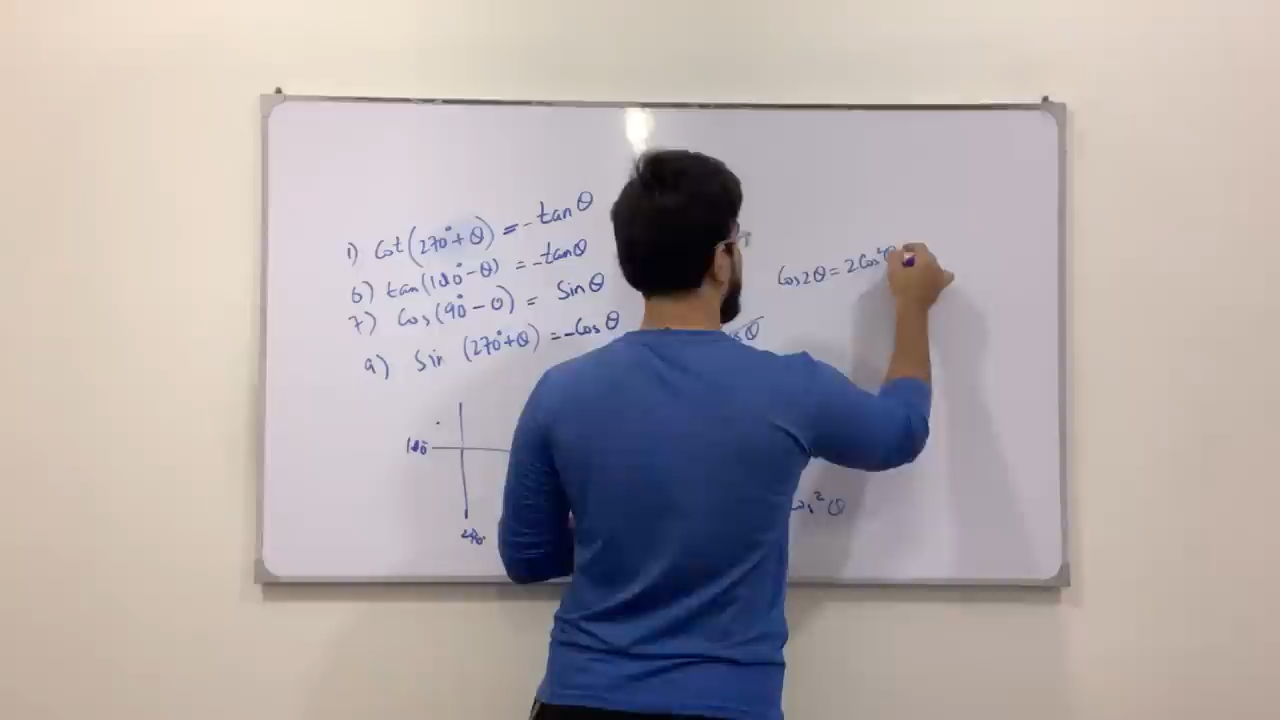 1) Cot(270°+θ) = -tanθ
6) tan(180°-θ) = -tanθ
7) Cos(90°-θ) = Sinθ
9) Sin (270°+θ) = -Cosθ
180°
270°
Cos2θ = 2Cos²θ
θ
²θ